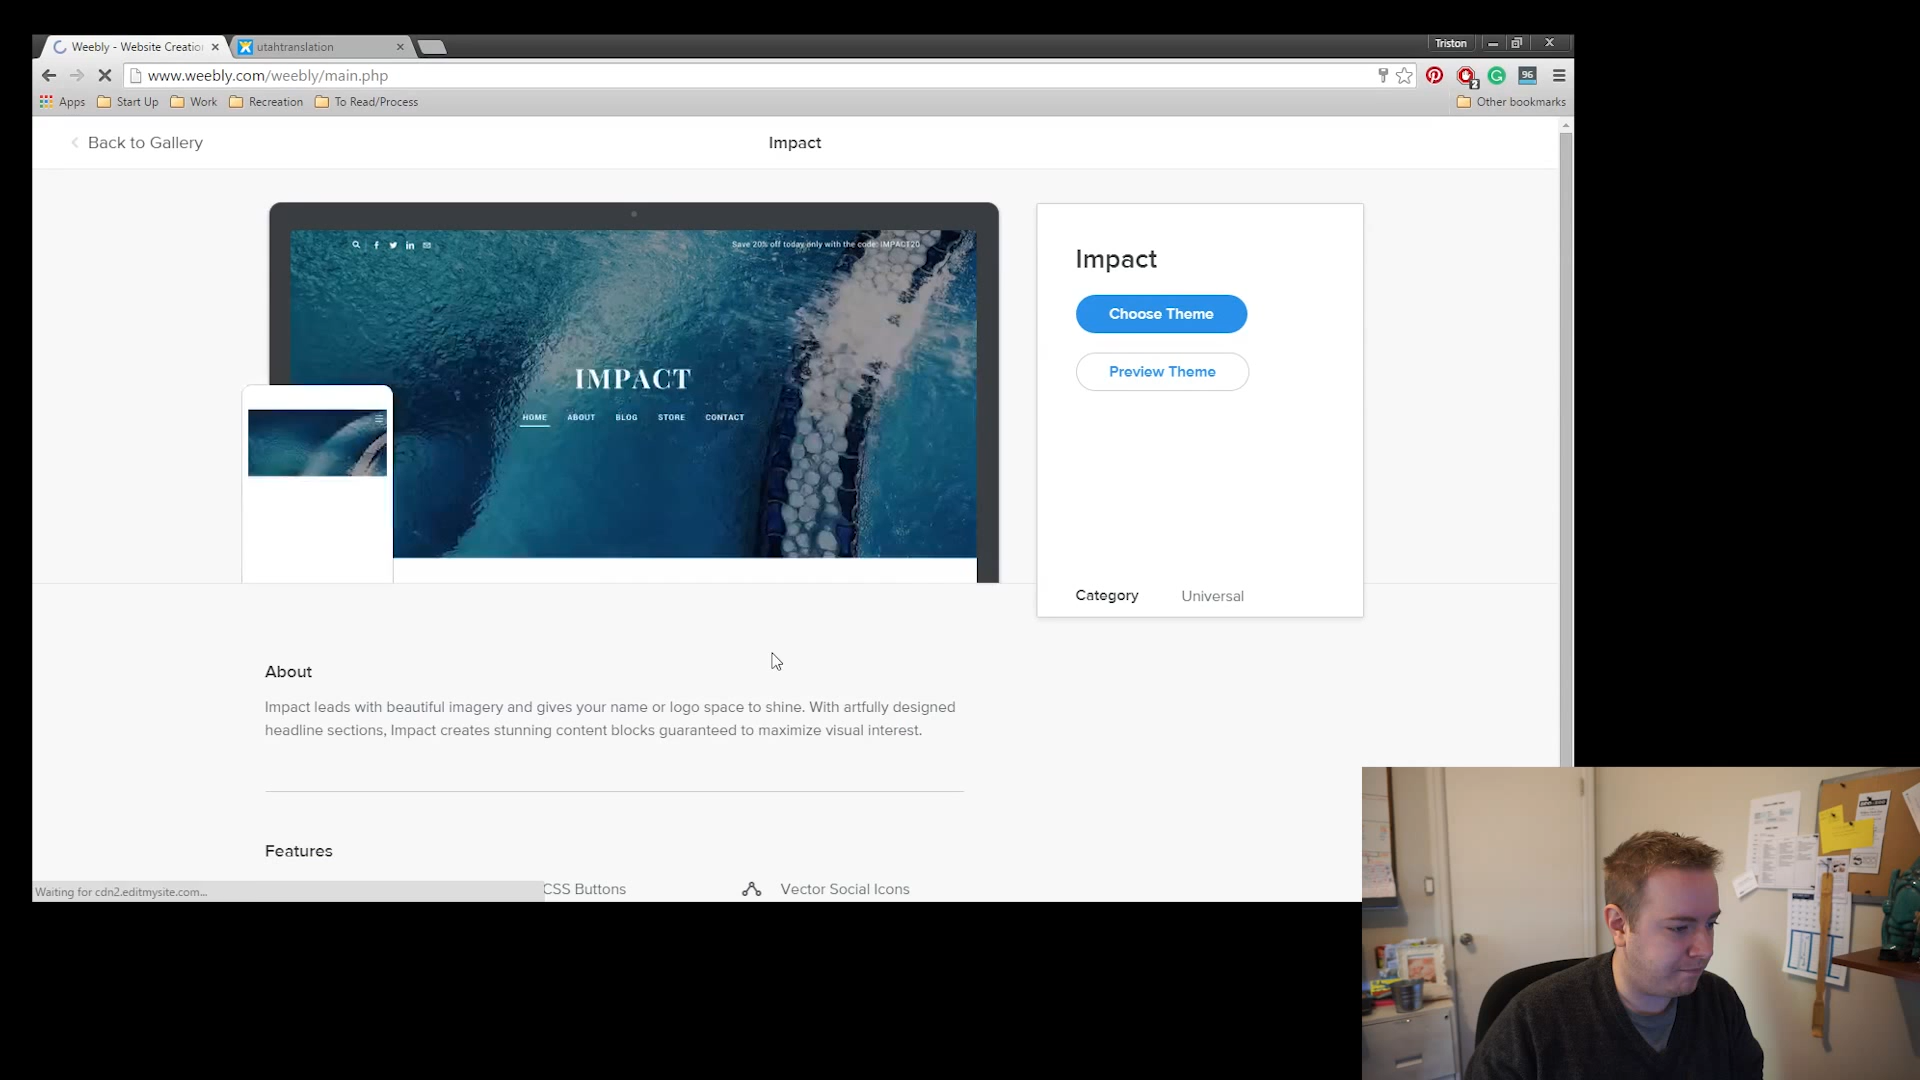 Weebly - Website Creatio
utahtranslation
Triston
www.weebly.com/weebly/main.php
2
96
Apps
Start Up
Work
Recreation
To Read/Process
Other bookmarks
Back to Gallery
Impact
Save 20% off today only with the code: IMPACT20
IMPACT
HOME
ABOUT
BLOG
STORE
CONTACT
Impact
Choose Theme
Preview Theme
Category
Universal
About
Impact leads with beautiful imagery and gives your name or logo space to shine. With artfully designed
headline sections, Impact creates stunning content blocks guaranteed to maximize visual interest.
Features
CSS Buttons
Vector Social Icons
Waiting for cdn2.editmysite.com...